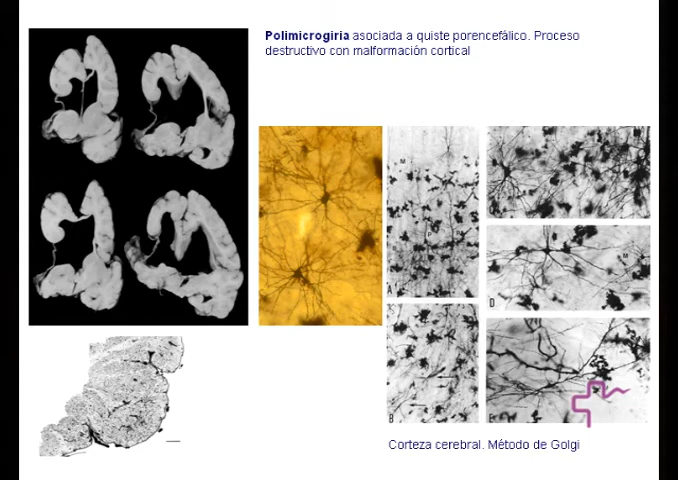 Polimicrogiria asociada a quiste porencefálico. Proceso
destructivo con malformación cortical
M
P
A
M
D
B
E
Corteza cerebral. Método de Golgi